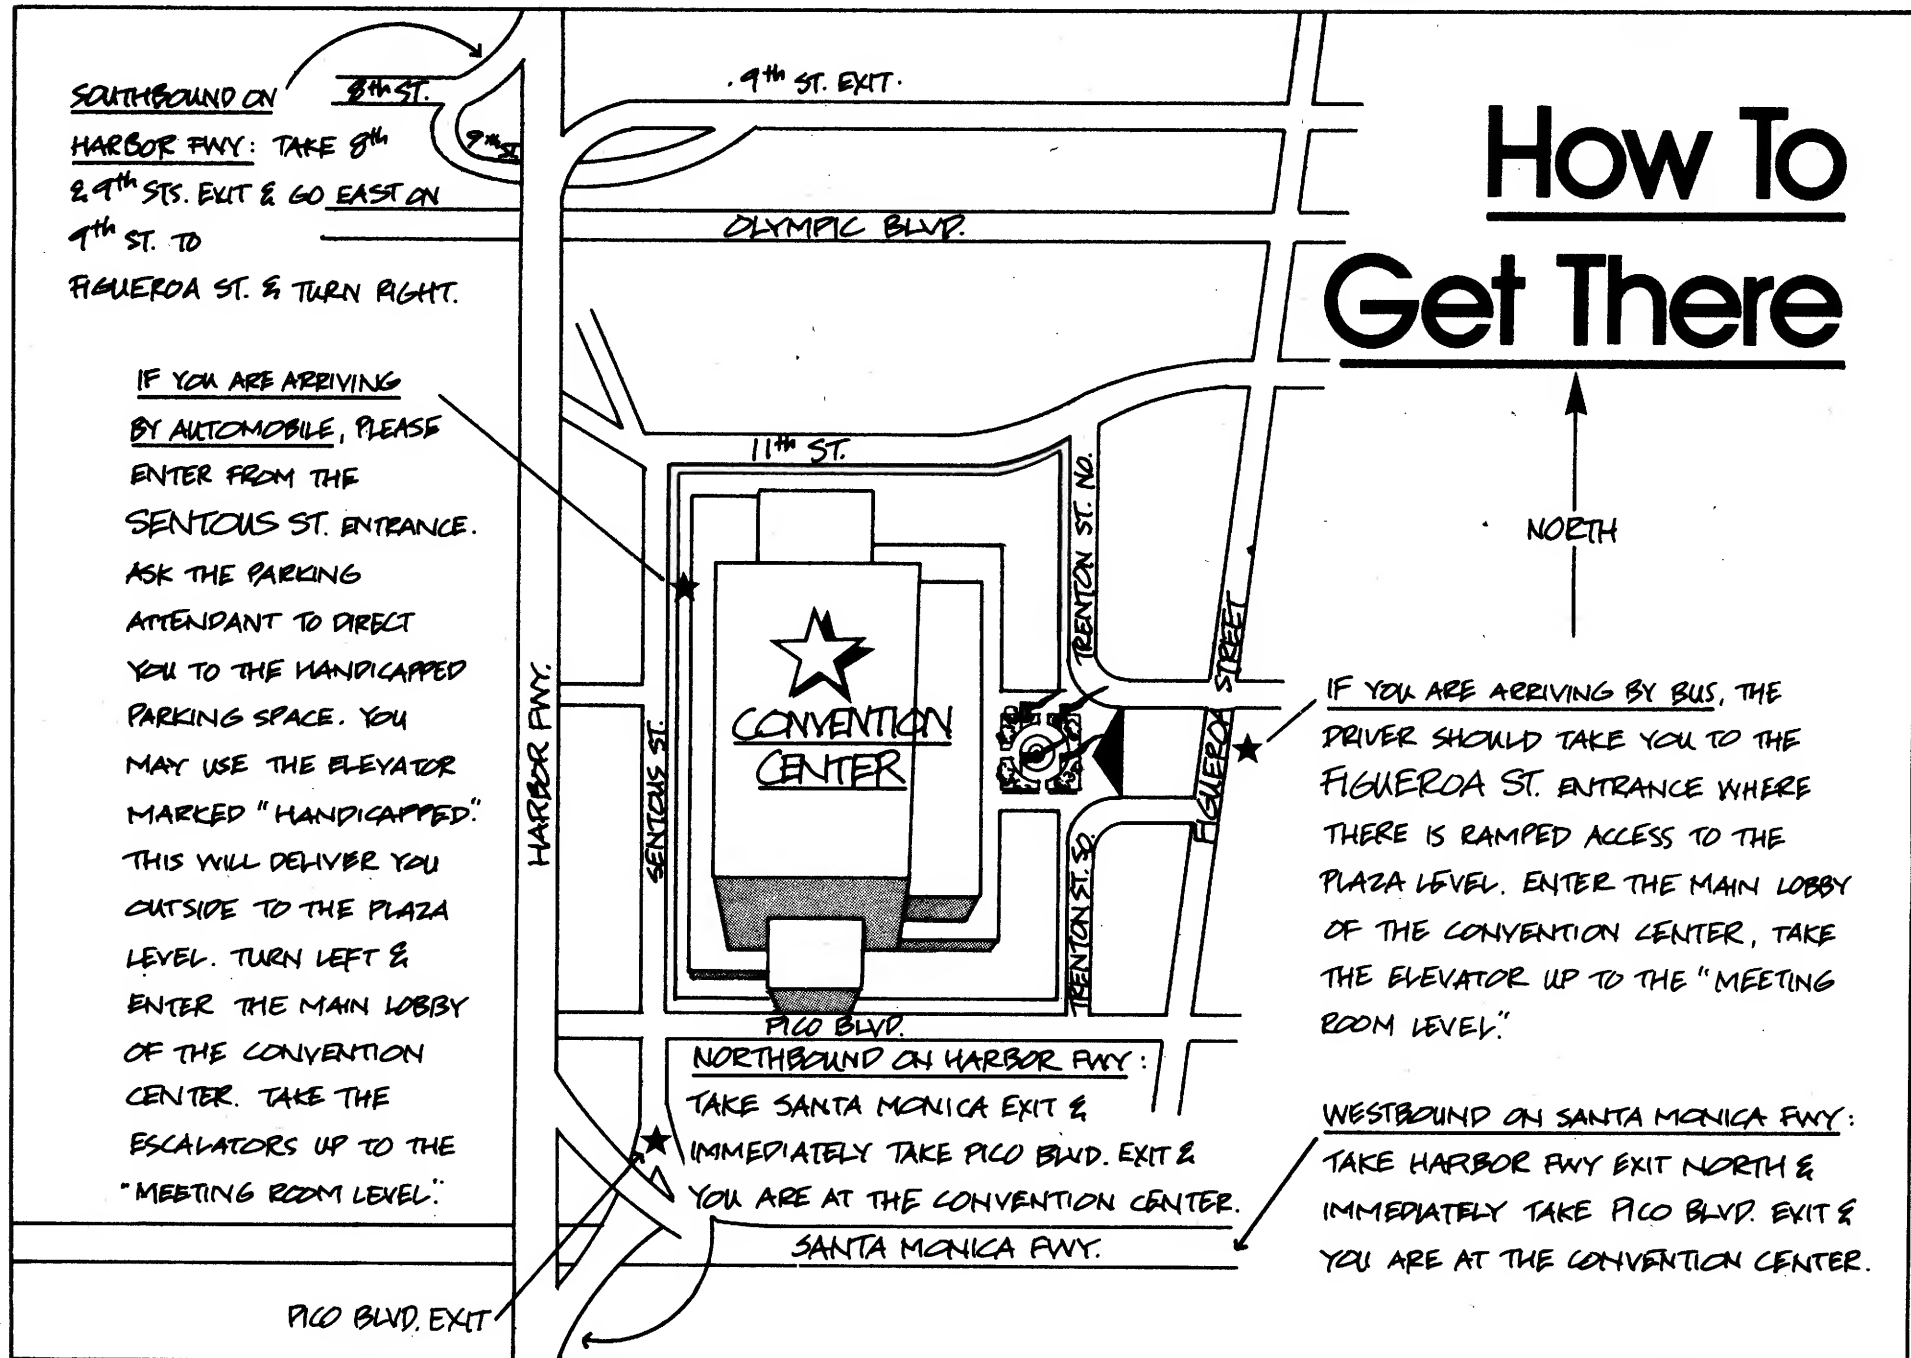 How To
Get There
SOUTHBOUND ON
HARBOR FWY: TAKE 8th
& 9th STS. EXIT & GO EAST ON
9th ST. TO
FIGUEROA ST. & TURN RIGHT.
8th ST.
9th St.
9th ST. EXIT.
OLYMPIC BLVD.
IF YOU ARE ARRIVING
BY AUTOMOBILE, PLEASE
ENTER FROM THE
SENTOUS ST. ENTRANCE.
ASK THE PARKING
ATTENDANT TO DIRECT
YOU TO THE HANDICAPPED
PARKING SPACE. YOU
MAY USE THE ELEVATOR
MARKED "HANDICAPPED."
THIS WILL DELIVER YOU
OUTSIDE TO THE PLAZA
LEVEL. TURN LEFT &
ENTER THE MAIN LOBBY
OF THE CONVENTION
CENTER. TAKE THE
ESCALATORS UP TO THE
"MEETING ROOM LEVEL."
HARBOR FWY.
SENTOUS ST.
11th ST.
CONVENTION
CENTER
TRENTON ST. NO.
TRENTON ST. SO.
FIGUEROA STREET
PICO BLVD.
NORTH
IF YOU ARE ARRIVING BY BUS, THE
DRIVER SHOULD TAKE YOU TO THE
FIGUEROA ST. ENTRANCE WHERE
THERE IS RAMPED ACCESS TO THE
PLAZA LEVEL. ENTER THE MAIN LOBBY
OF THE CONVENTION CENTER, TAKE
THE ELEVATOR UP TO THE "MEETING
ROOM LEVEL."
NORTHBOUND ON HARBOR FWY:
TAKE SANTA MONICA EXIT &
IMMEDIATELY TAKE PICO BLVD. EXIT &
YOU ARE AT THE CONVENTION CENTER.
SANTA MONICA FWY.
WESTBOUND ON SANTA MONICA FWY:
TAKE HARBOR FWY EXIT NORTH &
IMMEDIATELY TAKE PICO BLVD. EXIT &
YOU ARE AT THE CONVENTION CENTER.
PICO BLVD. EXIT